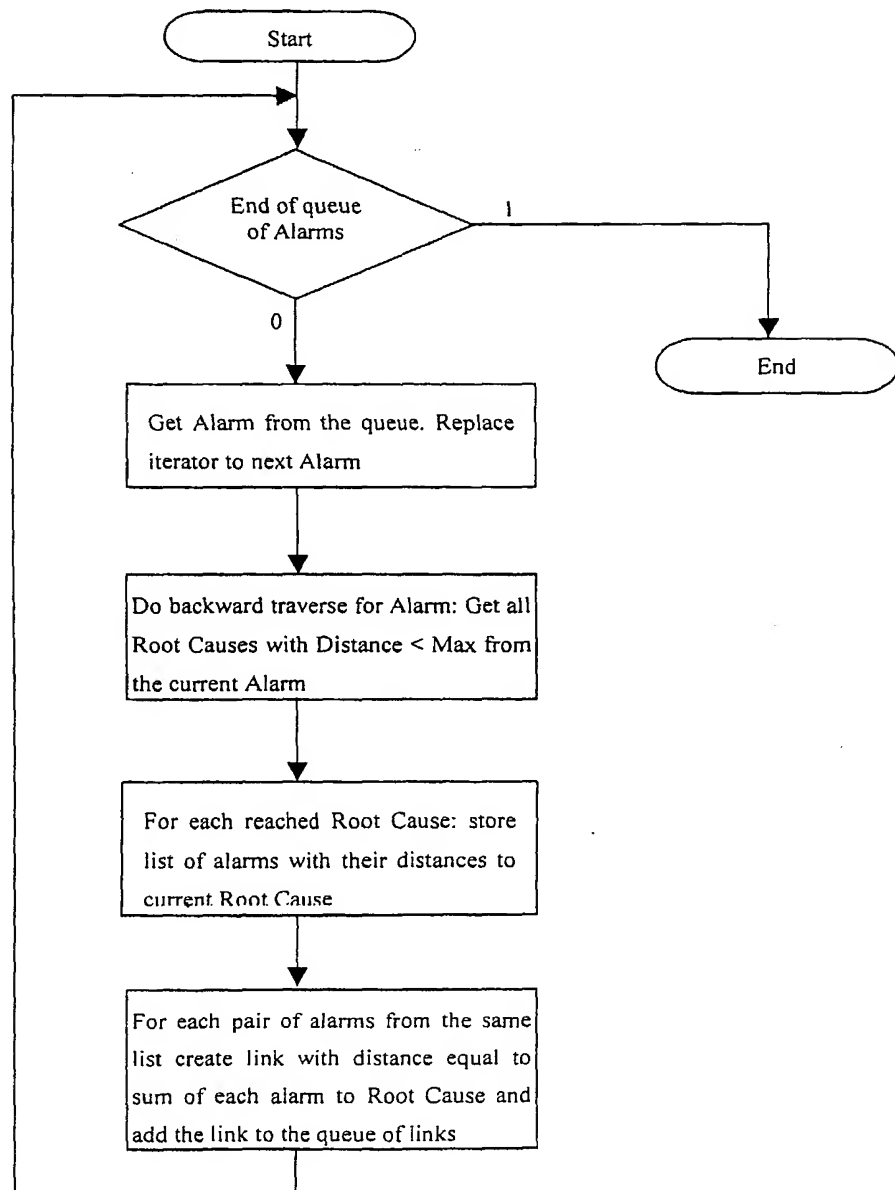 Start
End of queue
of Alarms
1
0
End
Get Alarm from the queue. Replace
iterator to next Alarm
Do backward traverse for Alarm: Get all
Root Causes with Distance < Max from
the current Alarm
For each reached Root Cause: store
list of alarms with their distances to
current Root Cause
For each pair of alarms from the same
list create link with distance equal to
sum of each alarm to Root Cause and
add the link to the queue of links